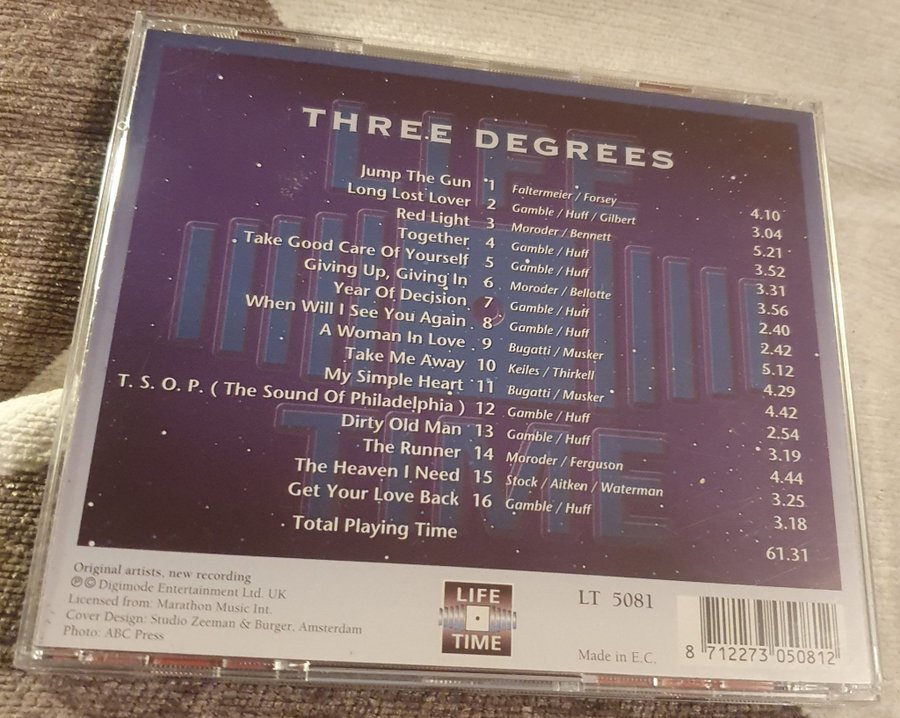 THREE DEGREES
Jump The Gun 1 Faltermeier / Forsey 4.10
Long Lost Lover 2 Gamble / Huff / Gilbert 3.04
Red Light 3 Moroder / Bennett 5.21
Together 4 Gamble / Huff 3.52
Take Good Care Of Yourself 5 Gamble / Huff 3.31
Giving Up, Giving In 6 Moroder / Bellotte 3.56
Year Of Decision 7 Gamble / Huff 2.40
When Will I See You Again 8 Gamble / Huff 2.42
A Woman In Love 9 Bugatti / Musker 5.12
Take Me Away 10 Keiles / Thirkell 4.29
My Simple Heart 11 Bugatti / Musker 4.42
T. S. O. P. ( The Sound Of Philadelphia ) 12 Gamble / Huff 2.54
Dirty Old Man 13 Gamble / Huff 3.19
The Runner 14 Moroder / Ferguson 4.44
The Heaven I Need 15 Stock / Aitken / Waterman 3.25
Get Your Love Back 16 Gamble / Huff 3.18
Total Playing Time 61.31
LIFE
TIME
Original artists, new recording
℗ © Digimode Entertainment Ltd. UK
Licensed from: Marathon Music Int.
Cover Design: Studio Zeeman & Burger, Amsterdam
Photo: ABC Press
LIFE
TIME
LT 5081
Made in E.C.
8 712273 050812